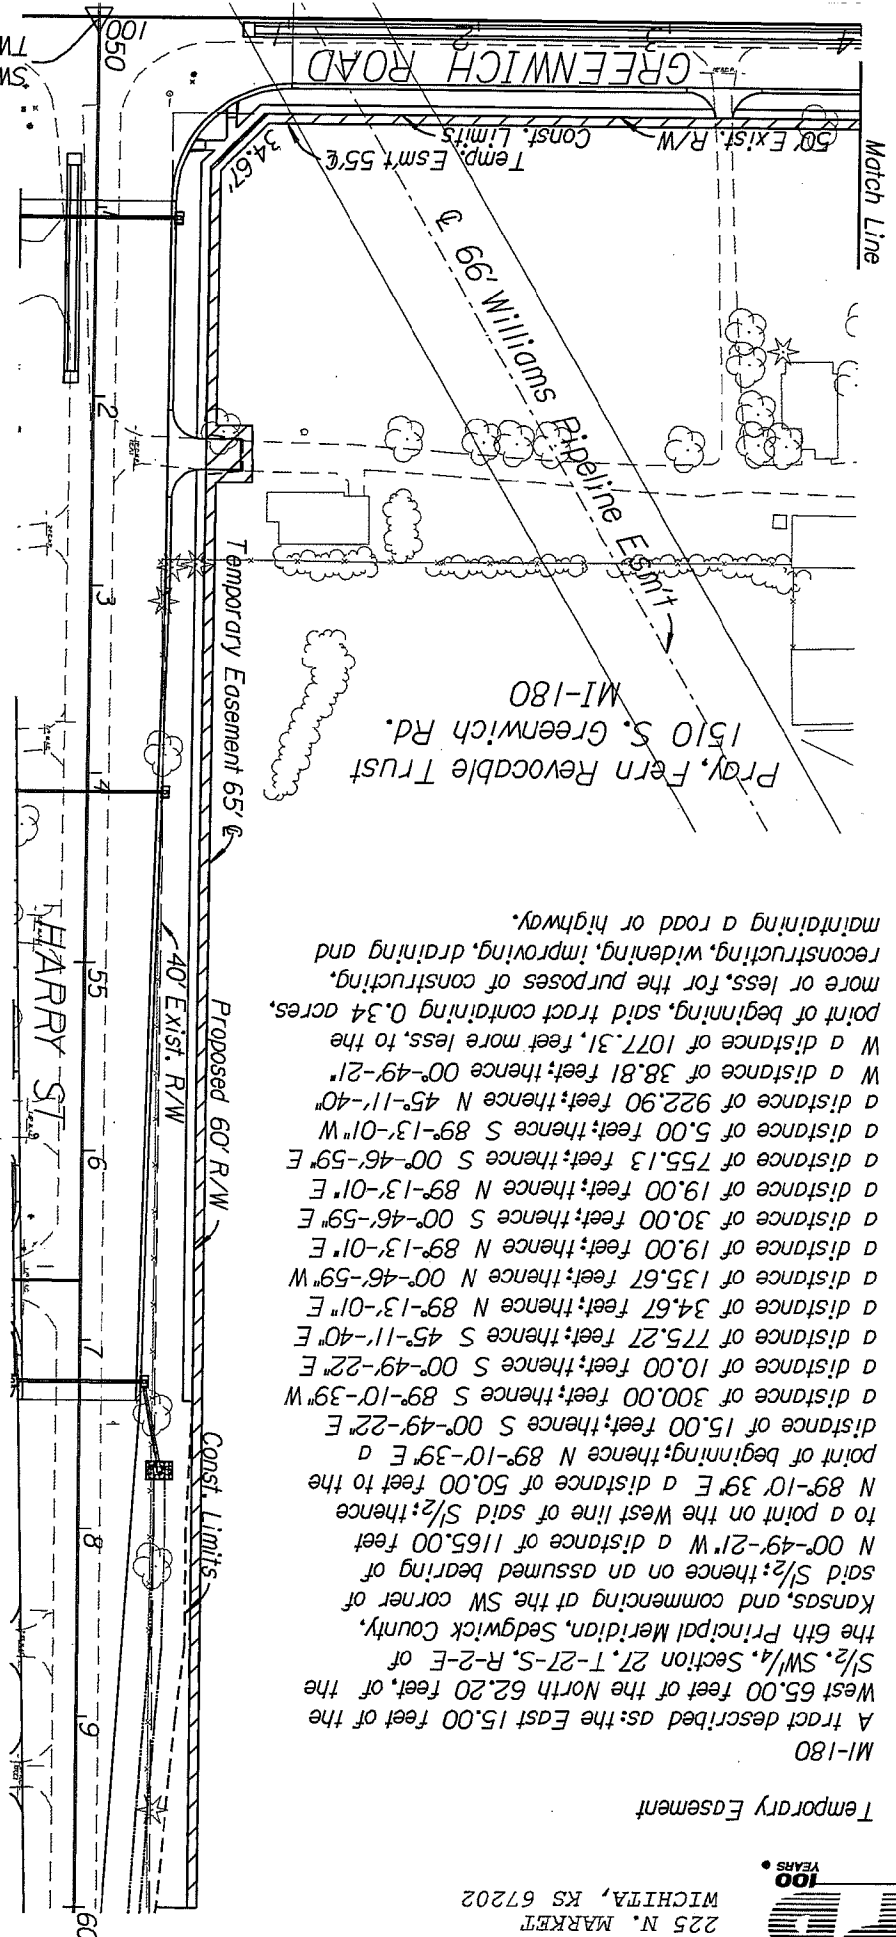 225 N. MARKET
WICHITA, KS 67202
100
YEARS
Temporary Easement
MI-180
A tract described as: the East 15.00 feet of the
West 65.00 feet of the North 62.20 feet, of the
S1/2, SW1/4, Section 27, T-27-S, R-2-E of
the 6th Principal Meridian, Sedgwick County,
Kansas, and commencing at the SW corner of
said S1/2; thence on an assumed bearing of
N 00°-49'-21" W a distance of 1165.00 feet
to a point on the West line of said S1/2; thence
N 89°-10' 39" E a distance of 50.00 feet to the
point of beginning; thence N 89°-10'-39" E a
distance of 15.00 feet; thence S 00°-49'-22" E
a distance of 300.00 feet; thence S 89°-10'-39" W
a distance of 10.00 feet; thence S 00°-49'-22" E
a distance of 775.27 feet; thence S 45°-11'-40" E
a distance of 34.67 feet; thence N 89°-13'-01" E
a distance of 135.67 feet; thence N 00°-46'-59" W
a distance of 19.00 feet; thence N 89°-13'-01" E
a distance of 30.00 feet; thence S 00°-46'-59" E
a distance of 19.00 feet; thence N 89°-13'-01" E
a distance of 755.13 feet; thence S 00°-46'-59" E
a distance of 5.00 feet; thence S 89°-13'-01" W
a distance of 922.90 feet; thence N 45°-11'-40"
W a distance of 38.81 feet; thence 00°-49'-21"
W a distance of 1077.31, feet more less, to the
point of beginning, said tract containing 0.34 acres,
more or less, for the purposes of constructing,
reconstructing, widening, improving, draining and
maintaining a road or highway.
Pray, Fern Revocable Trust
1510 S. Greenwich Rd.
MI-180
66' Williams Pipeline Esm't
℄
Match Line
50' Exist. R/W
Const. Limits
Temp. Esm't 55'℄
34.67'
GREENWICH ROAD
1
2
3
4
100
50
SW
TW
1
2
3
4
55
6
7
8
9
60
Temporary Easement 65' ℄
40' Exist. R/W
HARRY ST.
Proposed 60' R/W
Const. Limits